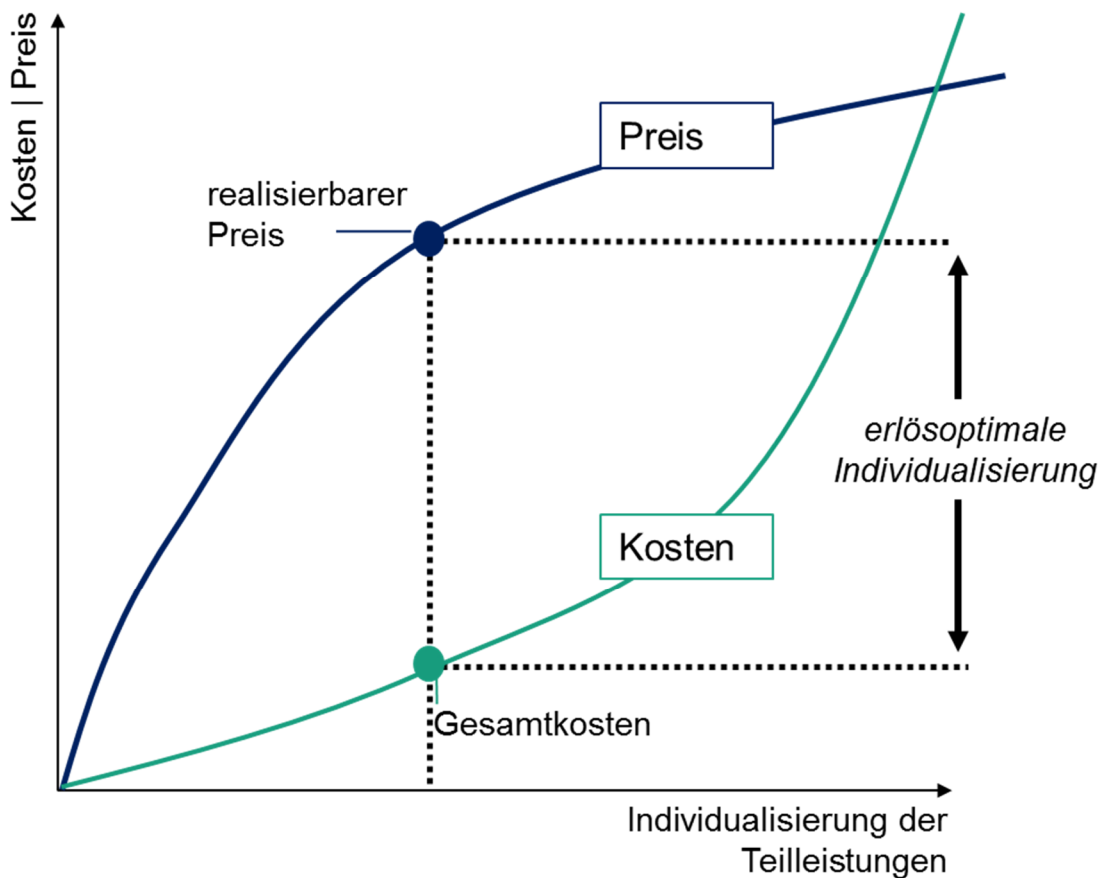 Kosten | Preis
Preis
realisierbarer
Preis
erlösoptimale
Individualisierung
Kosten
Gesamtkosten
Individualisierung der
Teilleistungen